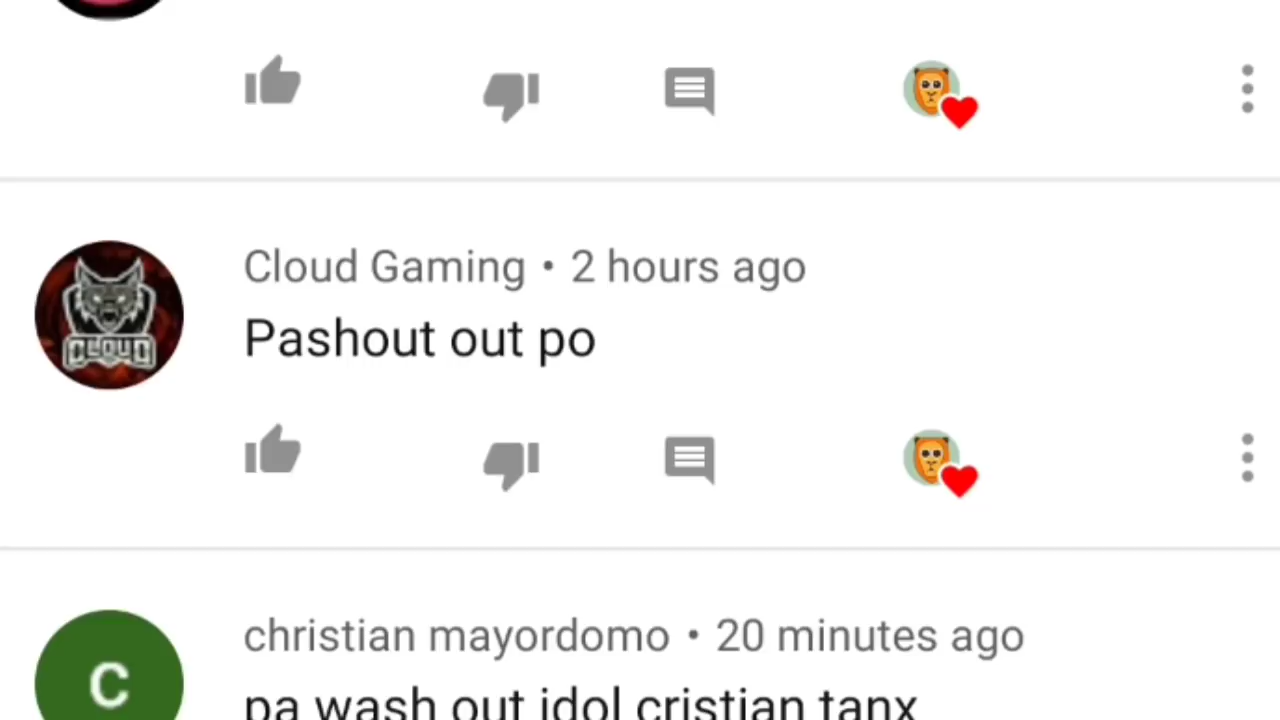 Cloud Gaming • 2 hours ago
CLOUD
Pashout out po
christian mayordomo • 20 minutes ago
C
pa wash out idol cristian tanx